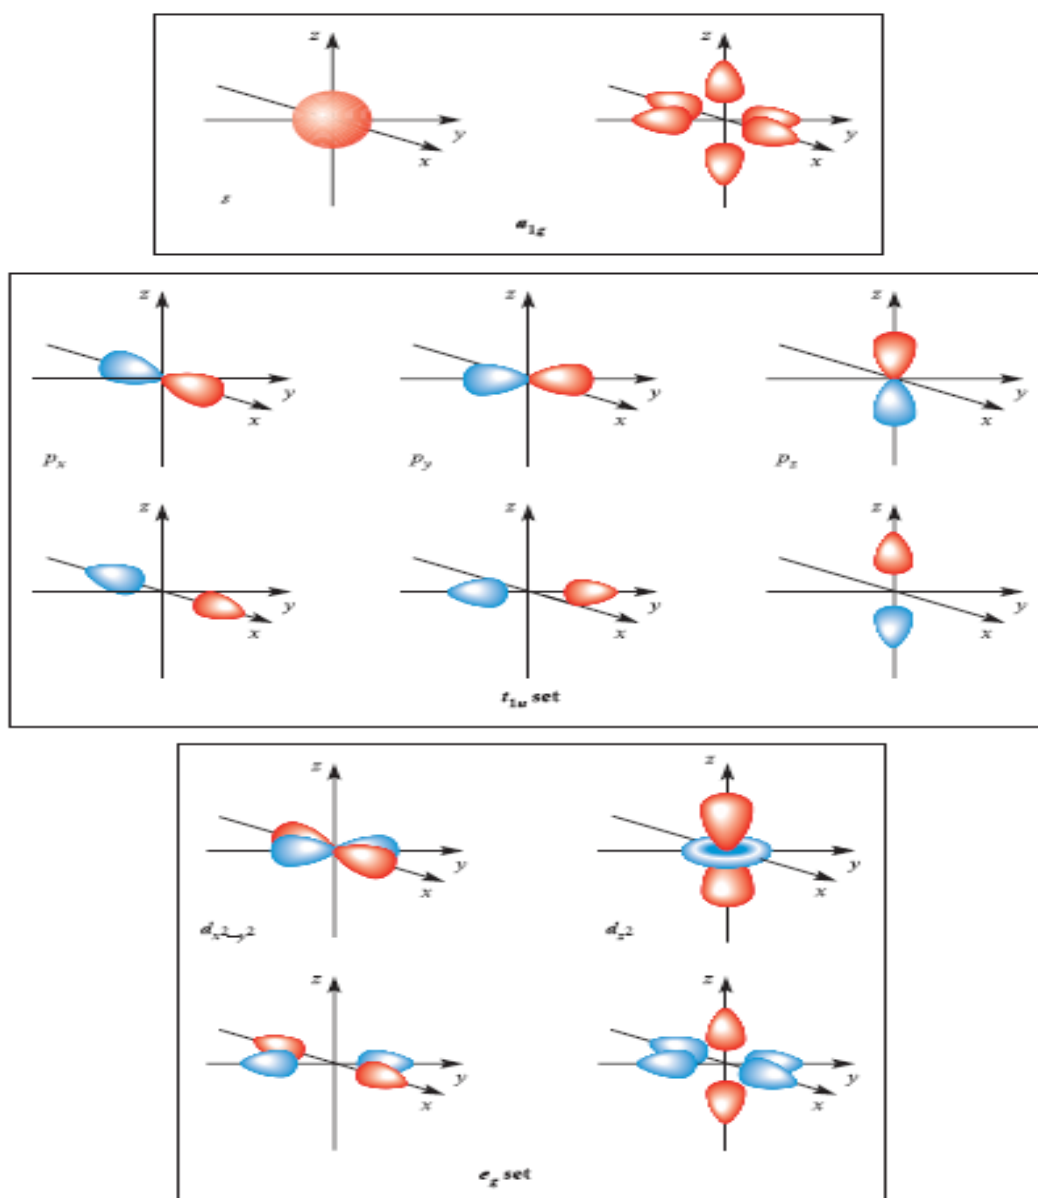 z z
y y
x x
s
a1g
z z z
y y y
x x x
px py pz
z z z
y y y
x x x
t1u set
z z
y y
x x
dx²–y² dz²
z z
y y
x x
eg set